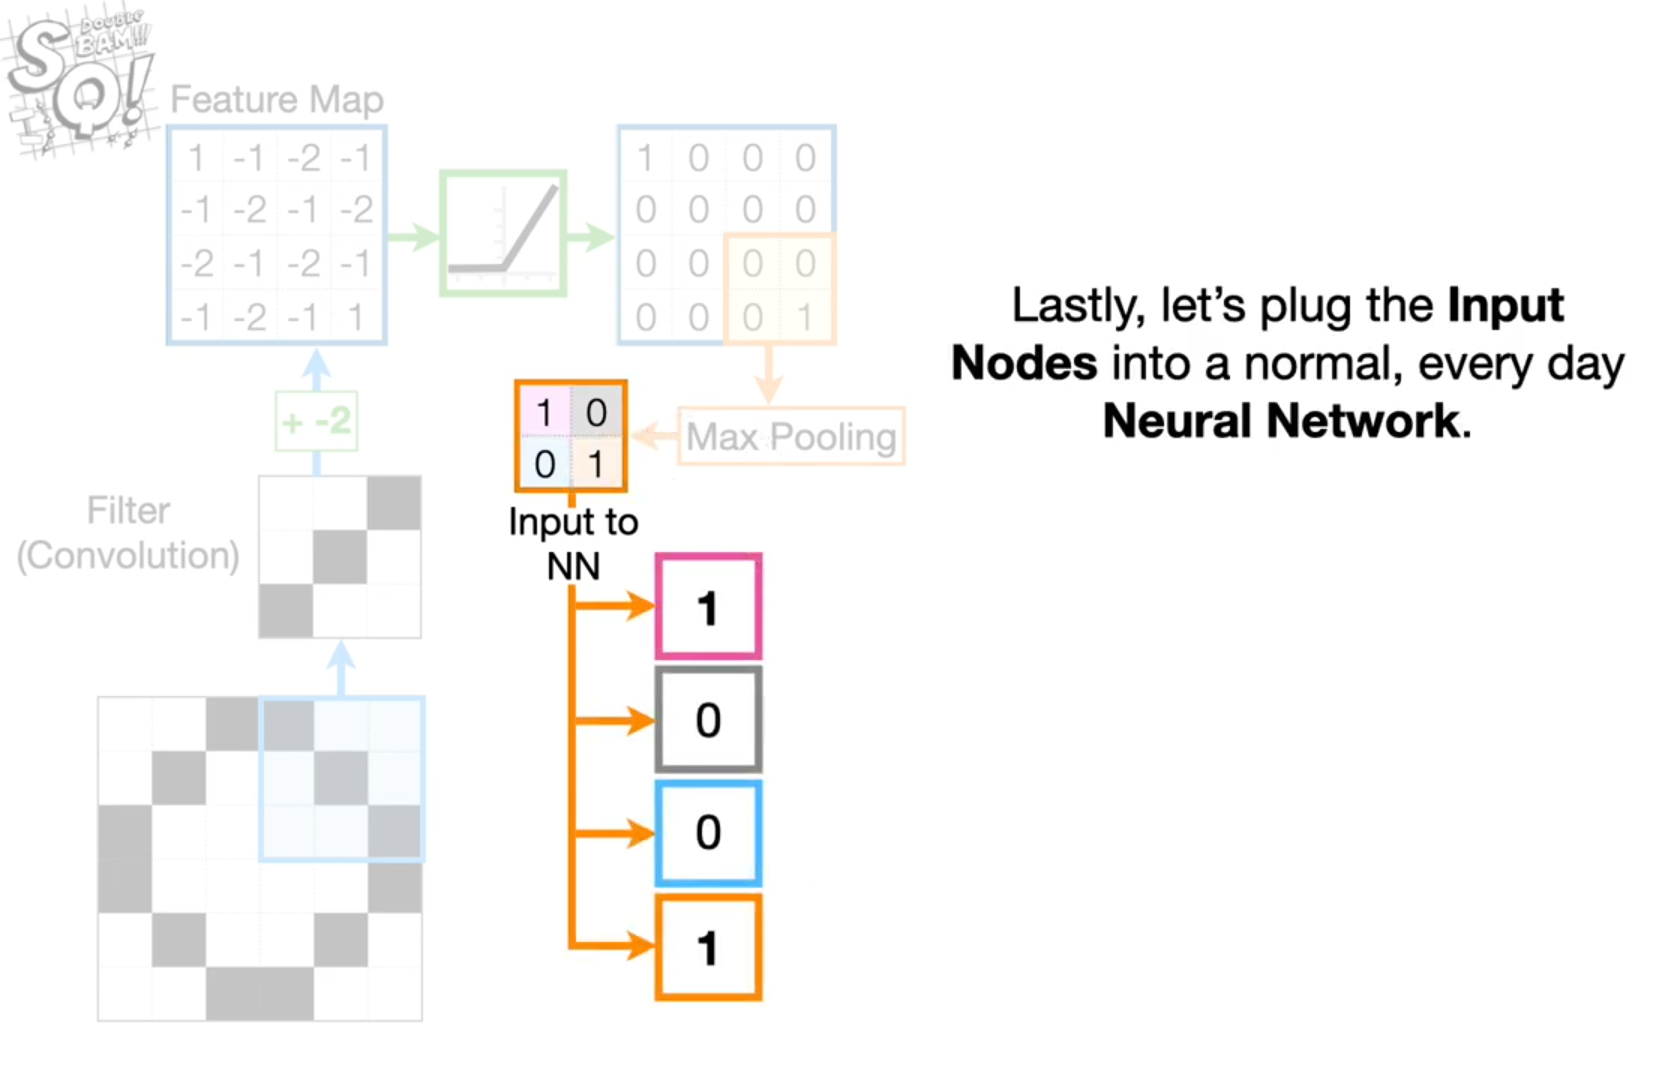 SQ!
DOUBLE
BAM!!!
Feature Map
1 -1 -2 -1
-1 -2 -1 -2
-2 -1 -2 -1
-1 -2 -1 1
1 0 0 0
0 0 0 0
0 0 0 0
0 0 0 1
+ -2
Filter
(Convolution)
Max Pooling
1 0
0 1
Input to
NN
1
0
0
1
Lastly, let’s plug the Input
Nodes into a normal, every day
Neural Network.